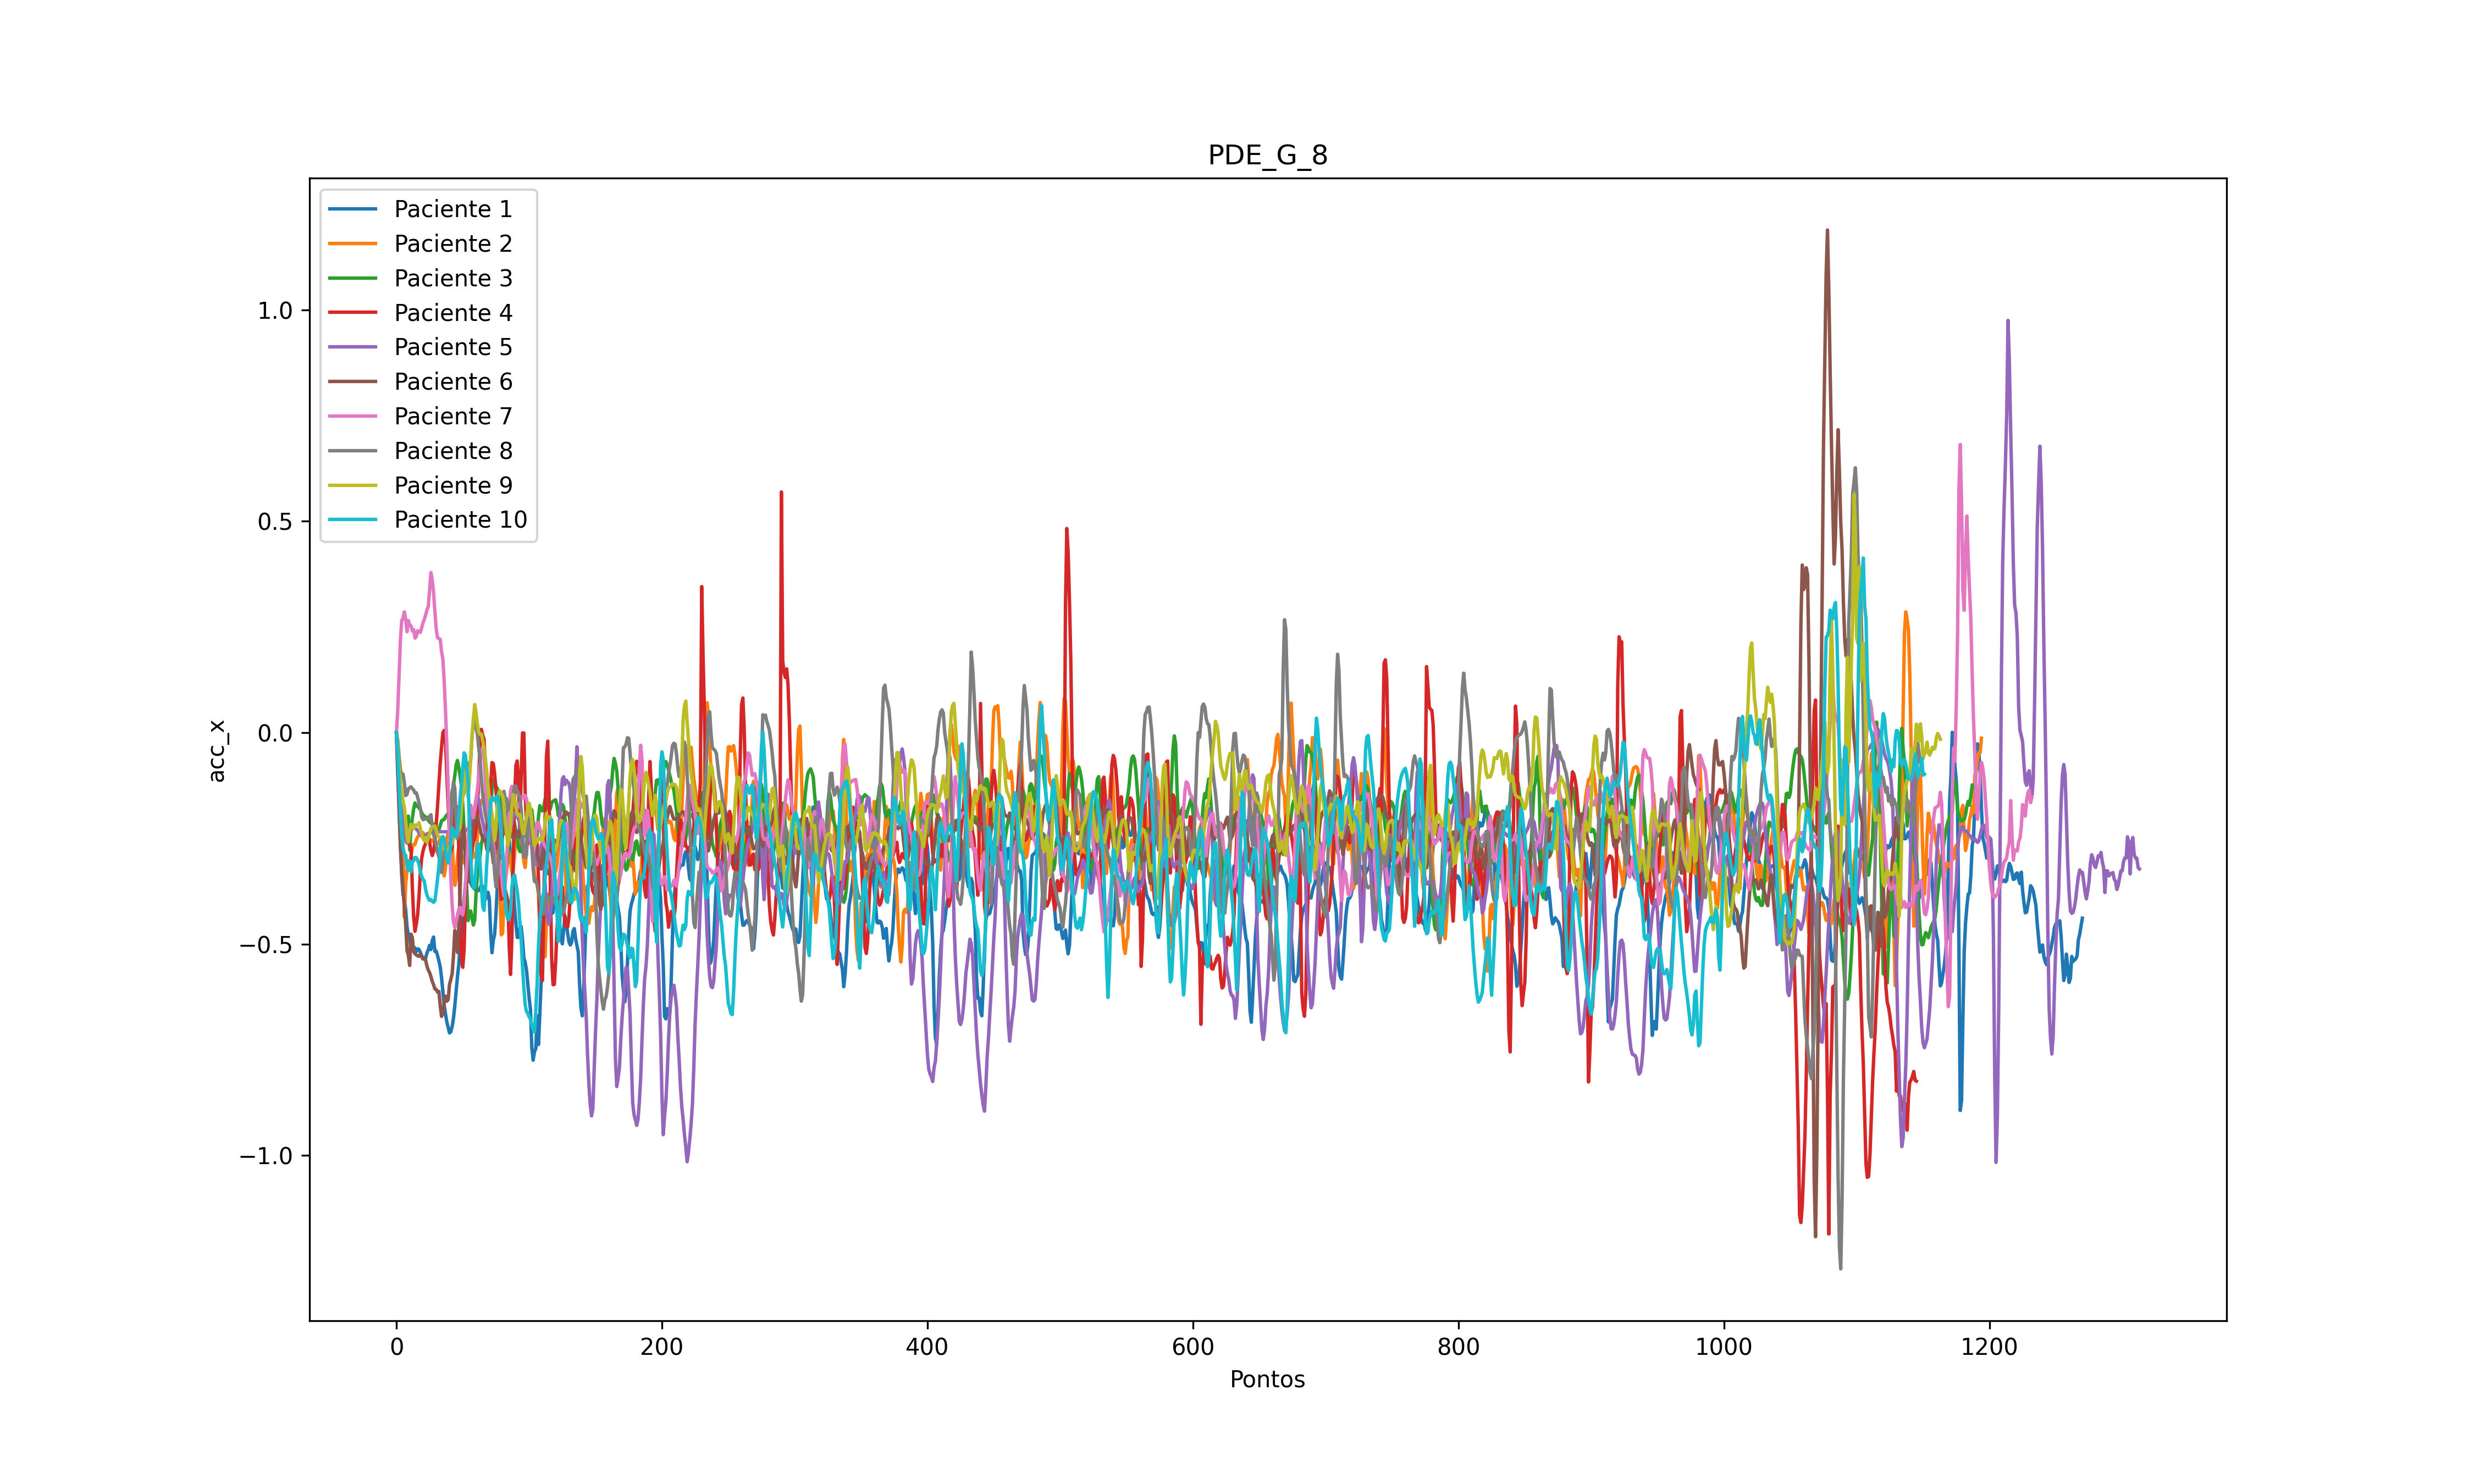 PDE_G_8
Paciente 1
Paciente 2
Paciente 3
Paciente 4
Paciente 5
Paciente 6
Paciente 7
Paciente 8
Paciente 9
Paciente 10
1.0
0.5
0.0
−0.5
−1.0
acc_x
0 200 400 600 800 1000 1200
Pontos